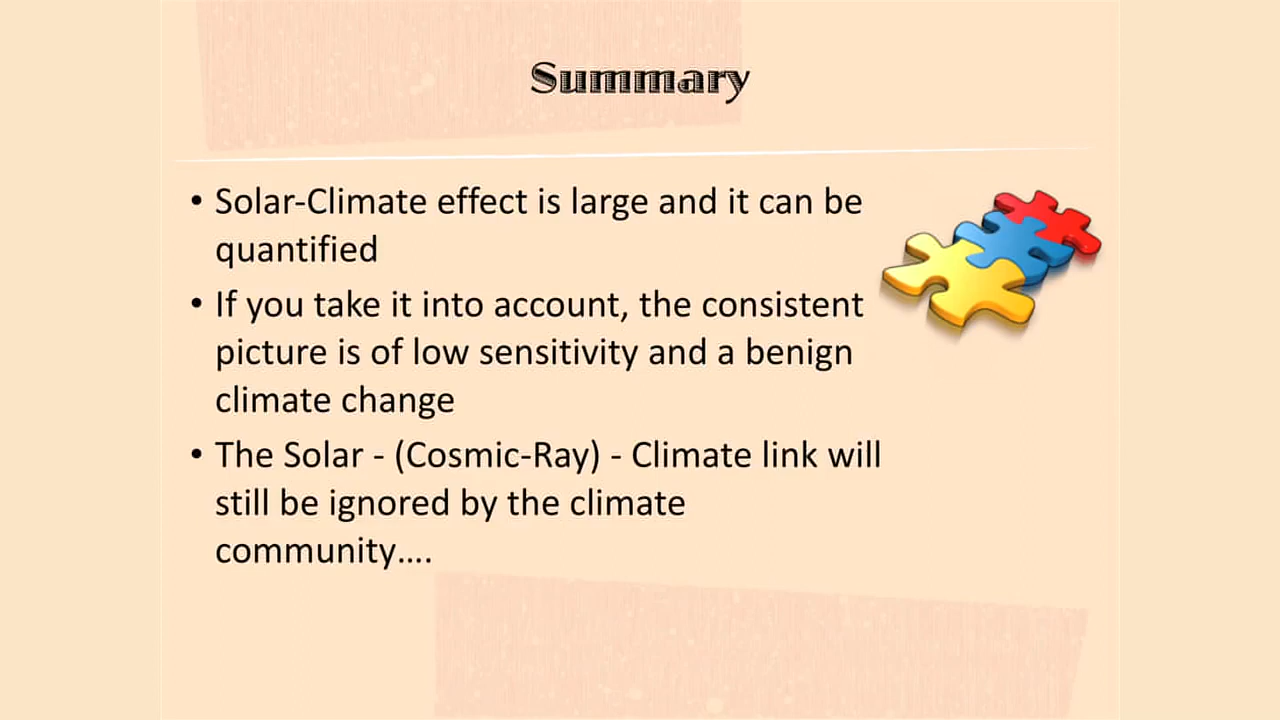 Summary
• Solar-Climate effect is large and it can be
quantified
• If you take it into account, the consistent
picture is of low sensitivity and a benign
climate change
• The Solar - (Cosmic-Ray) - Climate link will
still be ignored by the climate
community....